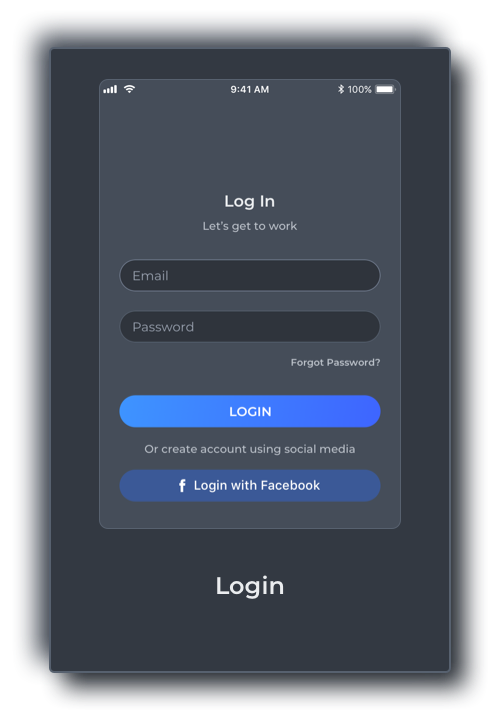 9:41 AM 100%
Log In
Let's get to work
Email
Password
Forgot Password?
LOGIN
Or create account using social media
f Login with Facebook
Login